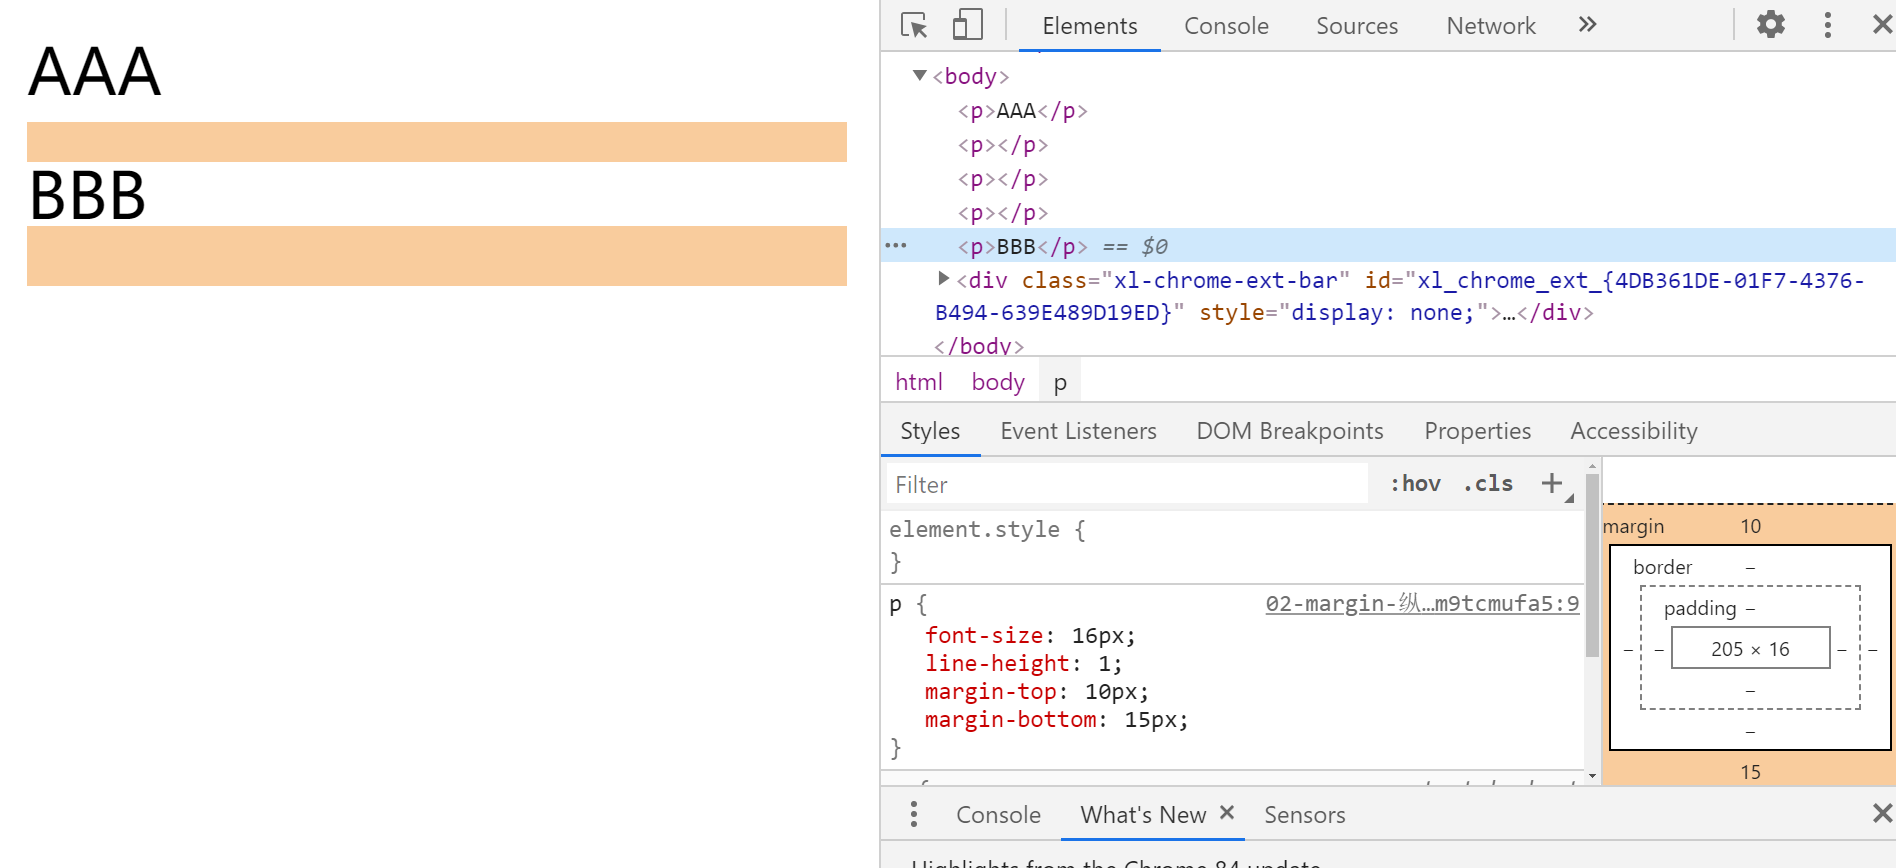 AAA
BBB
Elements Console Sources Network »
<body>
<p>AAA</p>
<p></p>
<p></p>
<p></p>
<p>BBB</p> == $0
<div class="xl-chrome-ext-bar" id="xl_chrome_ext_{4DB361DE-01F7-4376-
B494-639E489D19ED}" style="display: none;">…</div>
</body>
html body p
Styles Event Listeners DOM Breakpoints Properties Accessibility
Filter :hov .cls +
element.style {
}
p { 02-margin-纵…m9tcmufa5:9
font-size: 16px;
line-height: 1;
margin-top: 10px;
margin-bottom: 15px;
}
margin 10
border –
padding –
– – 205 × 16 – –
–
–
15
Console What's New × Sensors
Highlights from the Chrome 84 update